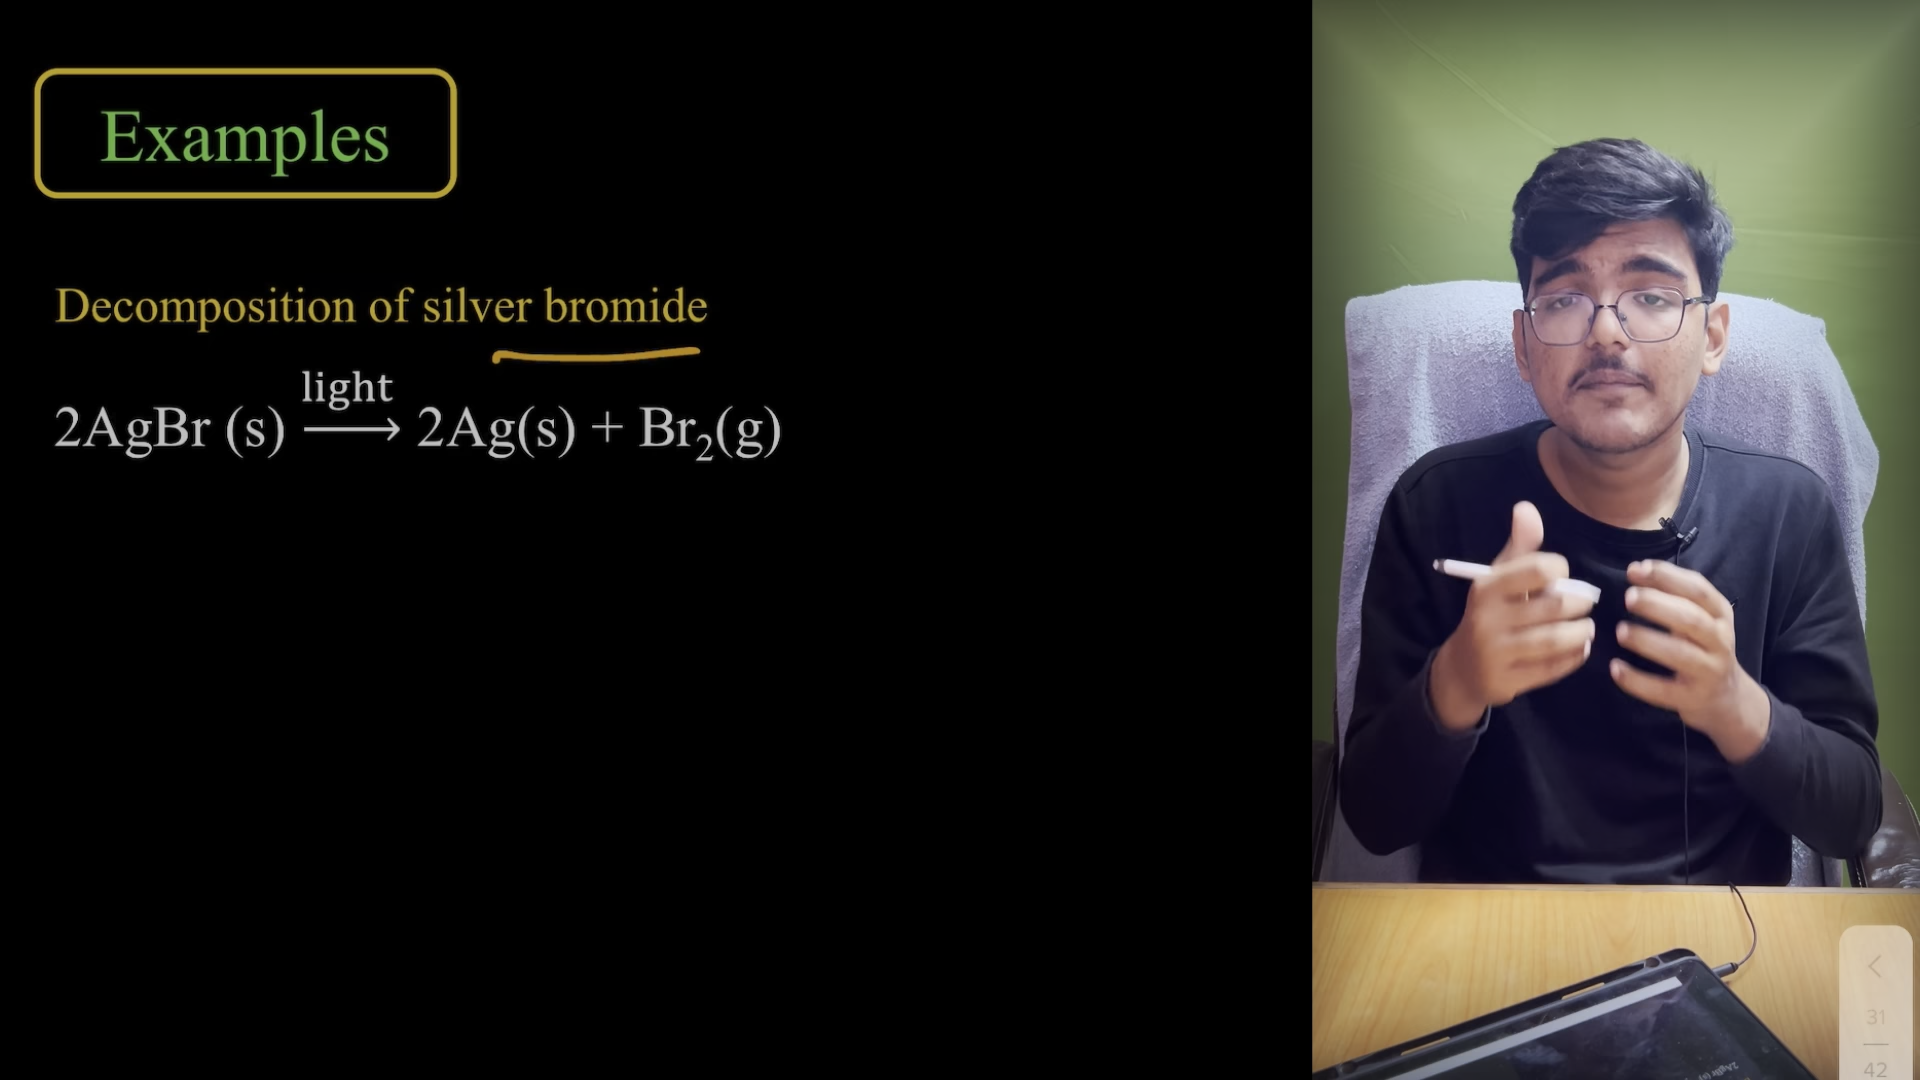 Examples
Decomposition of silver bromide
light
2AgBr (s) ⟶ 2Ag(s) + Br₂(g)
31
42